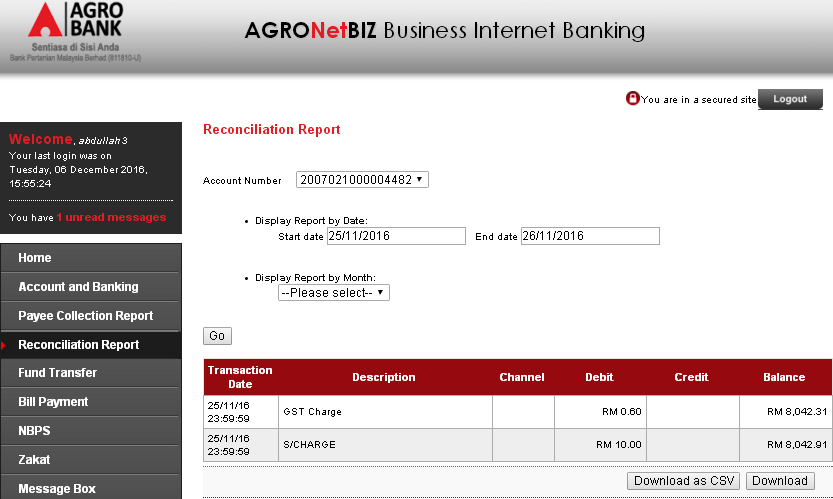 AGRO
BANK
Sentiasa di Sisi Anda
Bank Pertanian Malaysia Berhad (811810-U)
AGRONetBIZ Business Internet Banking
You are in a secured site
Logout
Welcome, abdullah3
Your last login was on
Tuesday, 06 December 2016,
15:55:24
You have 1 unread messages
Home
Account and Banking
Payee Collection Report
Reconciliation Report
Fund Transfer
Bill Payment
NBPS
Zakat
Message Box
Reconciliation Report
Account Number 2007021000004482
• Display Report by Date:
Start date 25/11/2016 End date 26/11/2016
• Display Report by Month:
--Please select--
Go
Transaction Date Description Channel Debit Credit Balance
25/11/16 23:59:59 GST Charge RM 0.60 RM 8,042.31
25/11/16 23:59:59 S/CHARGE RM 10.00 RM 8,042.91
Download as CSV Download